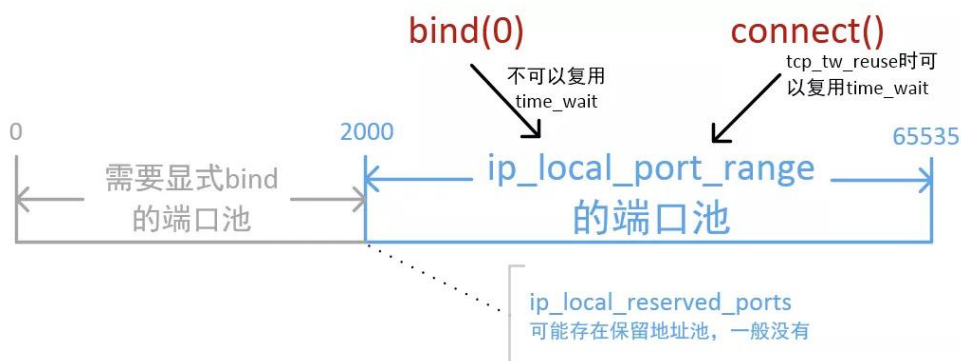 bind(0)
connect()
不可以复用
time_wait
tcp_tw_reuse时可
以复用time_wait
0
2000
65535
需要显式bind
的端口池
ip_local_port_range
的端口池
ip_local_reserved_ports
可能存在保留地址池，一般没有